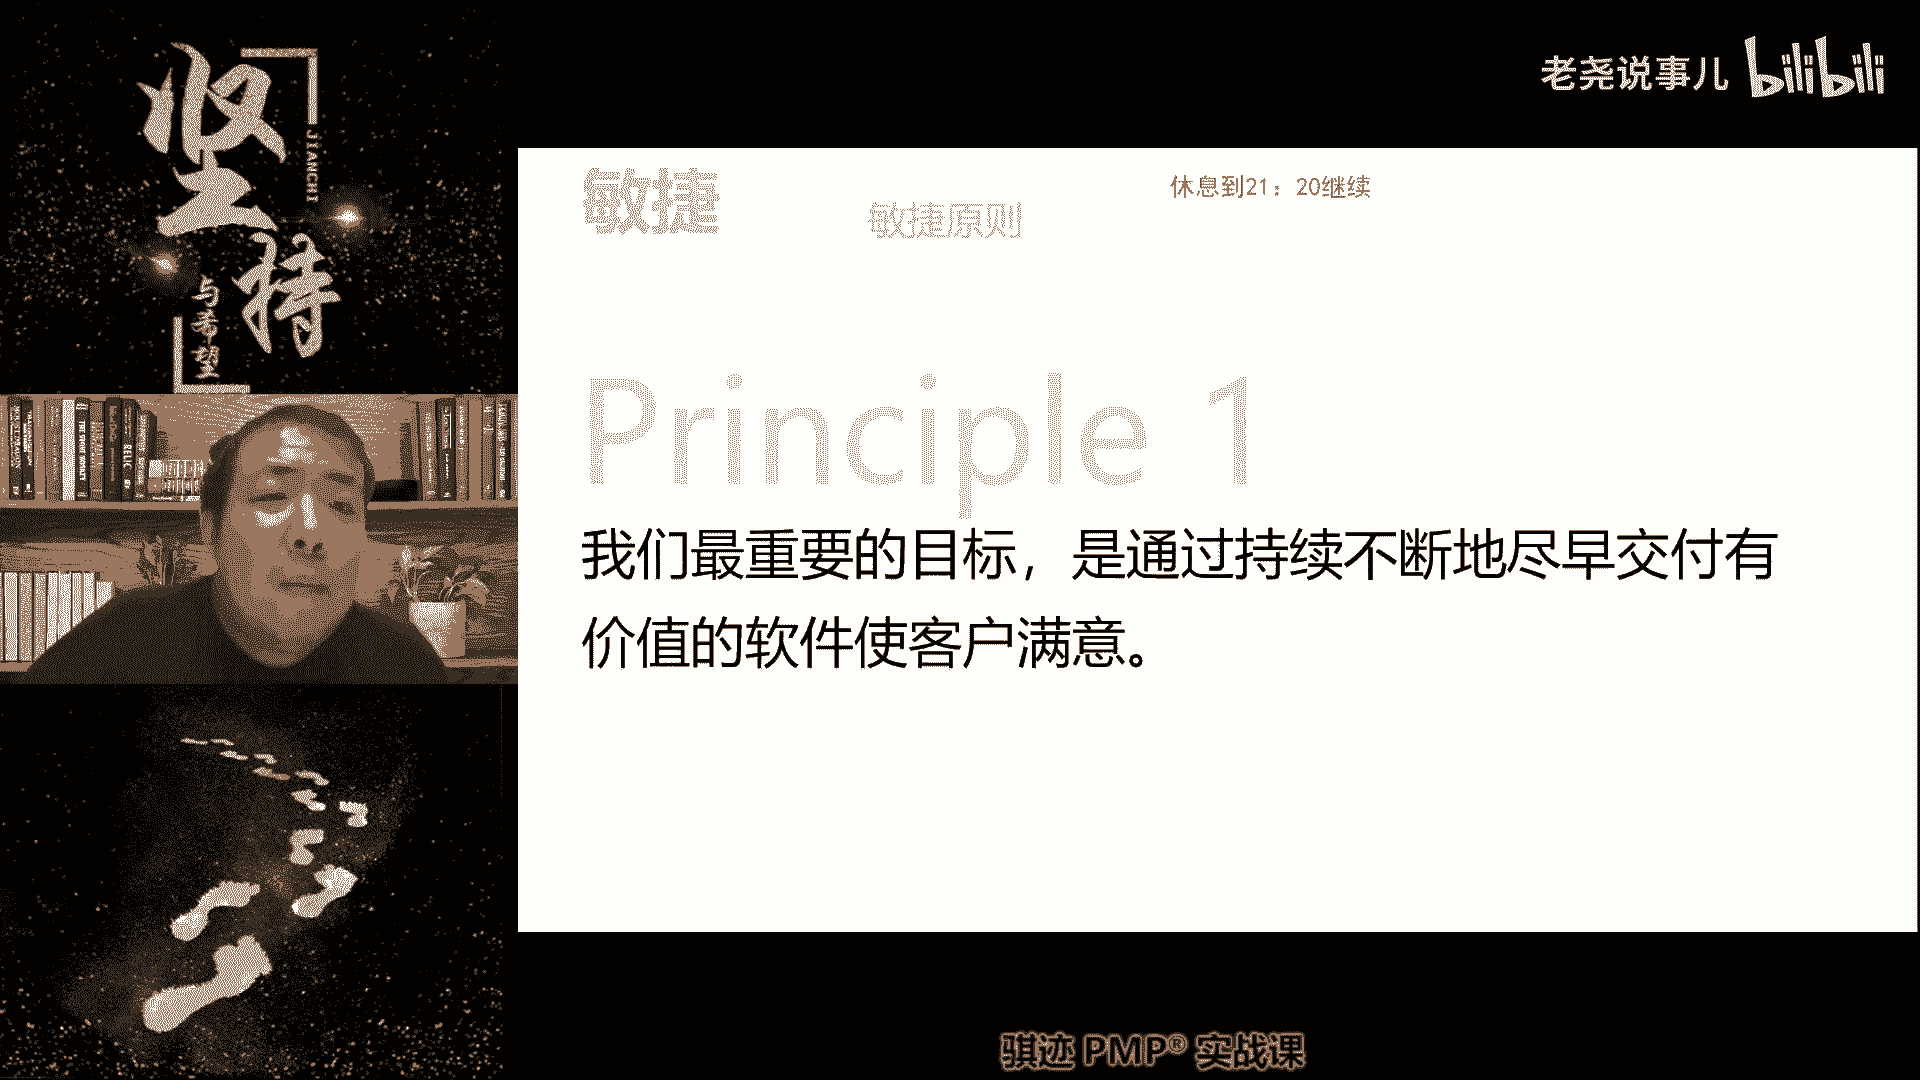 坚持
JIANCHI
与希望
老尧说事儿 bilibili
敏捷
敏捷原则
休息到21：20继续
Principle 1
我们最重要的目标，是通过持续不断地尽早交付有
价值的软件使客户满意。
骐迹 PMP® 实战课